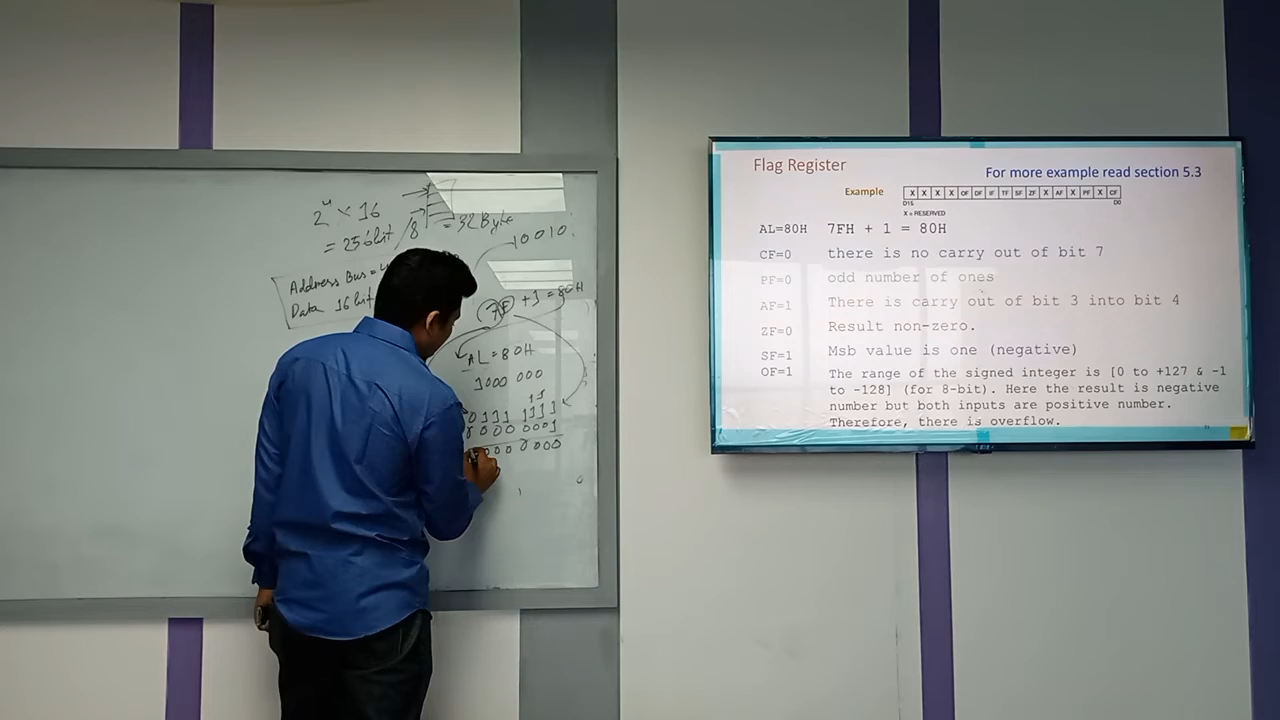 2⁴ × 16
= 256 bit / 8 = 32 Byte
Address Bus = 4
Data 16 bit
10010
(7F) + 1 = 80H
AL = 80H
1000 000
11
0111 1111
0000 0001
000 0000
Flag Register
For more example read section 5.3
Example
X X X X OF DF IF TF SF ZF X AF X PF X CF
D15 D0
X = RESERVED
AL=80H 7FH + 1 = 80H
CF=0 there is no carry out of bit 7
PF=0 odd number of ones
AF=1 There is carry out of bit 3 into bit 4
ZF=0 Result non-zero.
SF=1 Msb value is one (negative)
OF=1 The range of the signed integer is [0 to +127 & -1
to -128] (for 8-bit). Here the result is negative
number but both inputs are positive number.
Therefore, there is overflow.